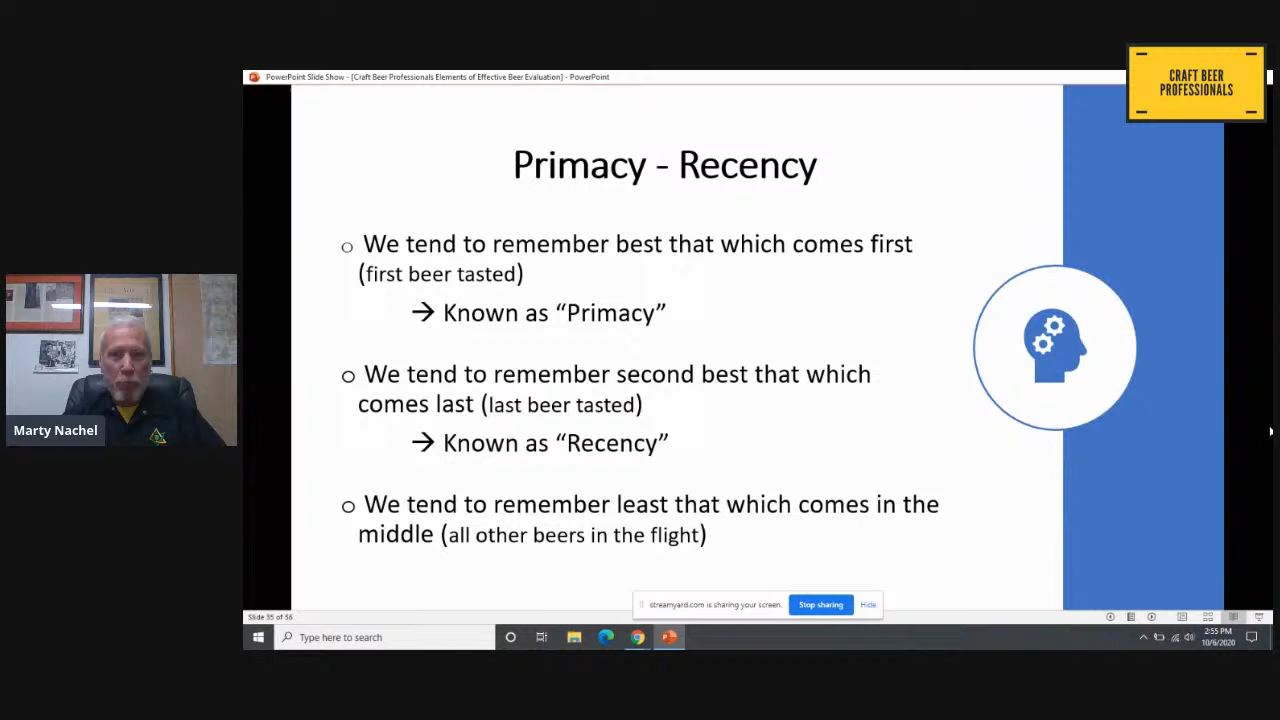 PowerPoint Slide Show - [Craft Beer Professionals Elements of Effective Beer Evaluation] - PowerPoint
CRAFT BEER
PROFESSIONALS
Primacy - Recency
o We tend to remember best that which comes first
(first beer tasted)
→ Known as “Primacy”
o We tend to remember second best that which
comes last (last beer tasted)
→ Known as “Recency”
o We tend to remember least that which comes in the
middle (all other beers in the flight)
Marty Nachel
streamyard.com is sharing your screen. Stop sharing Hide
Slide 35 of 36
Type here to search
2:55 PM
10/6/2020